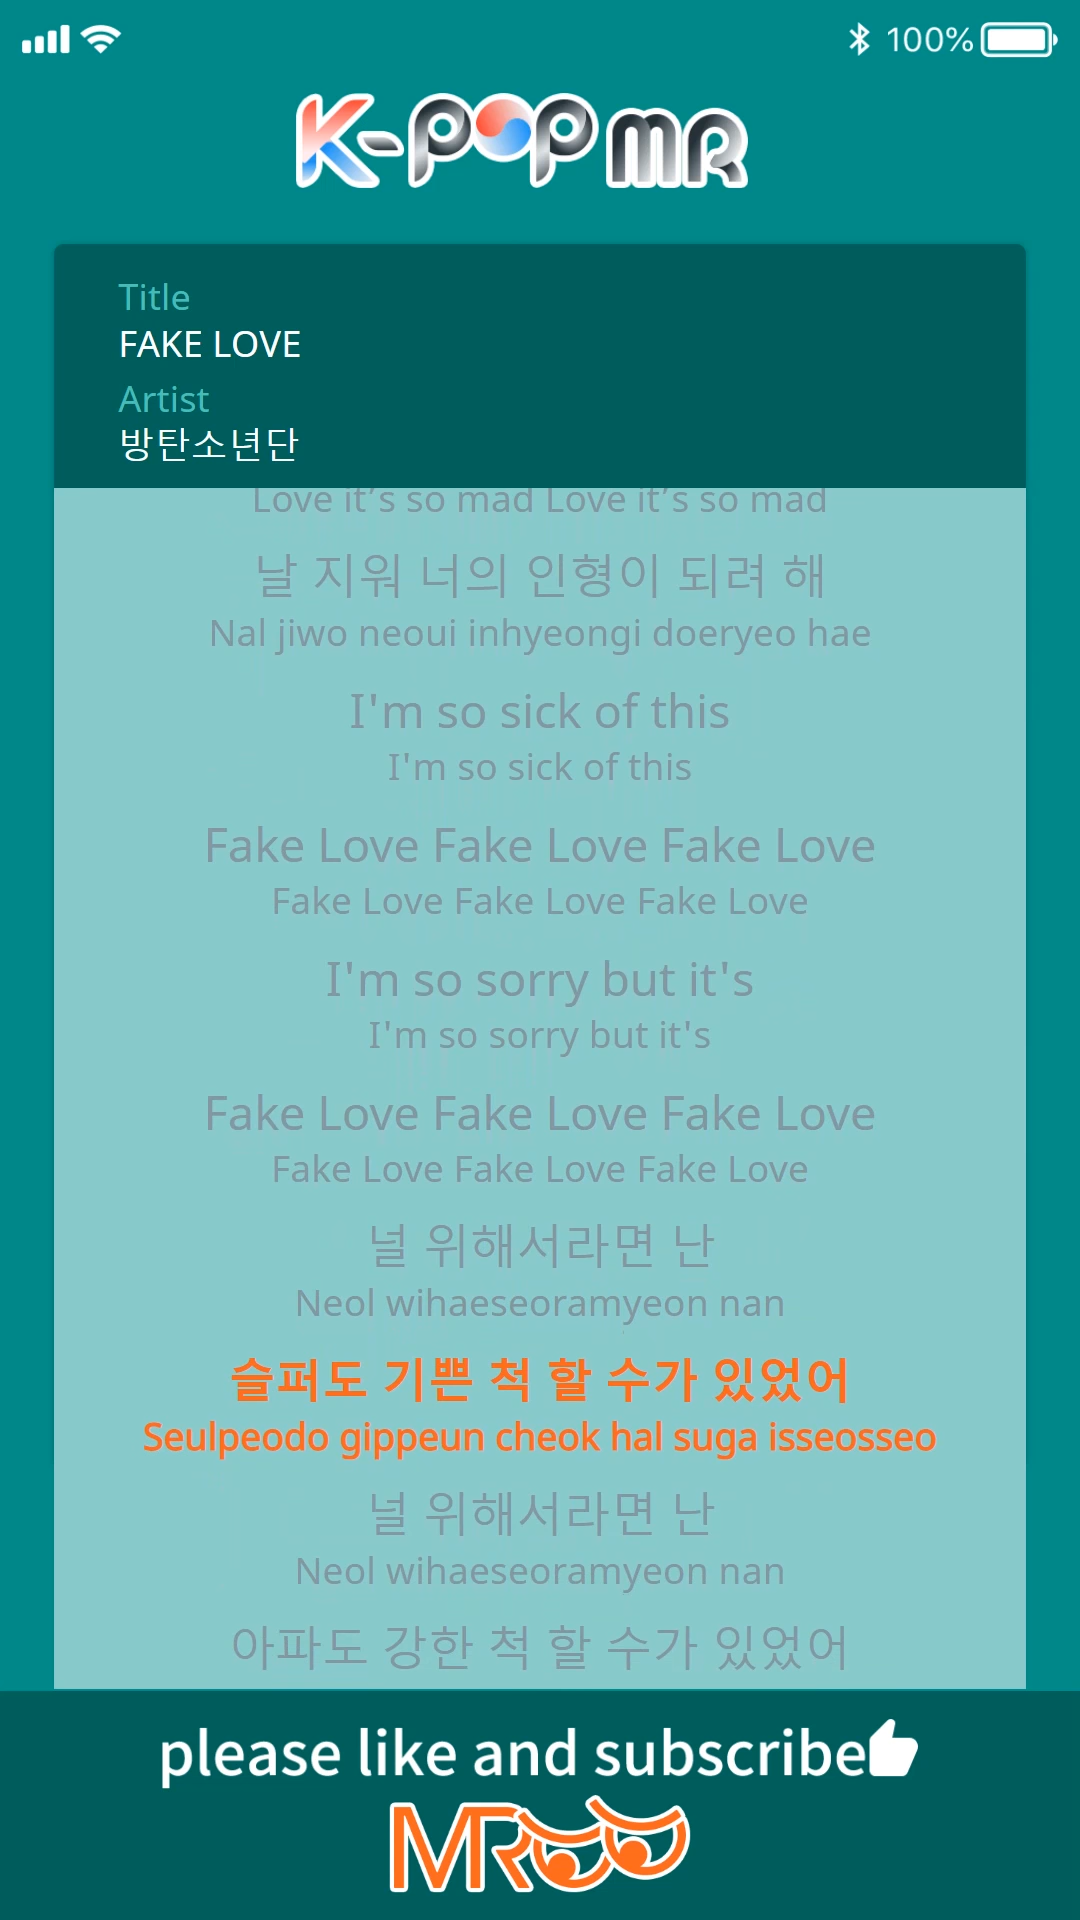 100%
K-POP MR
Title
FAKE LOVE
Artist
방탄소년단
Love it’s so mad Love it’s so mad
날 지워 너의 인형이 되려 해
Nal jiwo neoui inhyeongi doeryeo hae
I'm so sick of this
I'm so sick of this
Fake Love Fake Love Fake Love
Fake Love Fake Love Fake Love
I'm so sorry but it's
I'm so sorry but it's
Fake Love Fake Love Fake Love
Fake Love Fake Love Fake Love
널 위해서라면 난
Neol wihaeseoramyeon nan
슬퍼도 기쁜 척 할 수가 있었어
Seulpeodo gippeun cheok hal suga isseosseo
널 위해서라면 난
Neol wihaeseoramyeon nan
아파도 강한 척 할 수가 있었어
please like and subscribe
MR